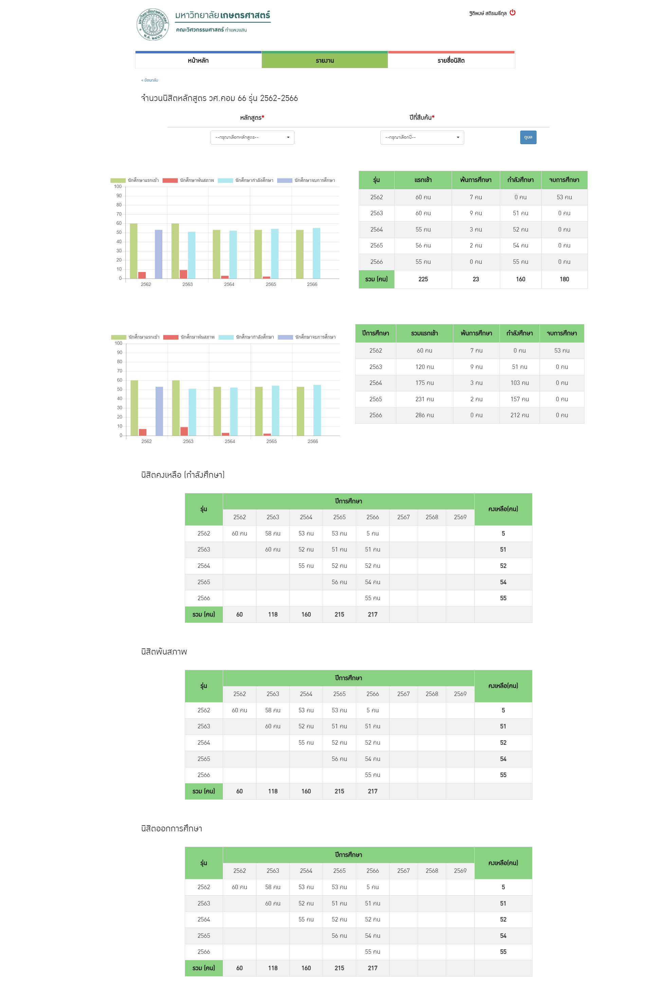 มหาวิทยาลัยเกษตรศาสตร์
คณะวิศวกรรมศาสตร์ กำแพงแสน
มหาวิทยาลัยเกษตรศาสตร์
พ.ศ. ๒๔๘๖
ฐิติพงษ์ สถิรเมธีกุล
หน้าหลัก รายงาน รายชื่อนิสิต
< ย้อนกลับ
จำนวนนิสิตหลักสูตร วศ.คอม 66 รุ่น 2562-2566
หลักสูตร* ปีที่สืบค้น*
--กรุณาเลือกหลักสูตร-- --กรุณาเลือกปี-- ดูผล
นักศึกษาแรกเข้า นักศึกษาพ้นสภาพ นักศึกษากำลังศึกษา นักศึกษาจบการศึกษา
100
90
80
70
60
50
40
30
20
10
0
2562 2563 2564 2565 2566
รุ่น แรกเข้า พ้นการศึกษา กำลังศึกษา จบการศึกษา
2562 60 คน 7 คน 0 คน 53 คน
2563 60 คน 9 คน 51 คน 0 คน
2564 55 คน 3 คน 52 คน 0 คน
2565 56 คน 2 คน 54 คน 0 คน
2566 55 คน 0 คน 55 คน 0 คน
รวม (คน) 225 23 160 180
นักศึกษาแรกเข้า นักศึกษาพ้นสภาพ นักศึกษากำลังศึกษา นักศึกษาจบการศึกษา
100
90
80
70
60
50
40
30
20
10
0
2562 2563 2564 2565 2566
ปีการศึกษา รวมแรกเข้า พ้นการศึกษา กำลังศึกษา จบการศึกษา
2562 60 คน 7 คน 0 คน 53 คน
2563 120 คน 9 คน 51 คน 0 คน
2564 175 คน 3 คน 103 คน 0 คน
2565 231 คน 2 คน 157 คน 0 คน
2566 286 คน 0 คน 212 คน 0 คน
นิสิตคงเหลือ (กำลังศึกษา)
รุ่น ปีการศึกษา คงเหลือ(คน)
2562 2563 2564 2565 2566 2567 2568 2569
2562 60 คน 58 คน 53 คน 53 คน 5 คน 5
2563 60 คน 52 คน 51 คน 51 คน 51
2564 55 คน 52 คน 52 คน 52
2565 56 คน 54 คน 54
2566 55 คน 55
รวม (คน) 60 118 160 215 217
นิสิตพ้นสภาพ
รุ่น ปีการศึกษา คงเหลือ(คน)
2562 2563 2564 2565 2566 2567 2568 2569
2562 60 คน 58 คน 53 คน 53 คน 5 คน 5
2563 60 คน 52 คน 51 คน 51 คน 51
2564 55 คน 52 คน 52 คน 52
2565 56 คน 54 คน 54
2566 55 คน 55
รวม (คน) 60 118 160 215 217
นิสิตออกการศึกษา
รุ่น ปีการศึกษา คงเหลือ(คน)
2562 2563 2564 2565 2566 2567 2568 2569
2562 60 คน 58 คน 53 คน 53 คน 5 คน 5
2563 60 คน 52 คน 51 คน 51 คน 51
2564 55 คน 52 คน 52 คน 52
2565 56 คน 54 คน 54
2566 55 คน 55
รวม (คน) 60 118 160 215 217